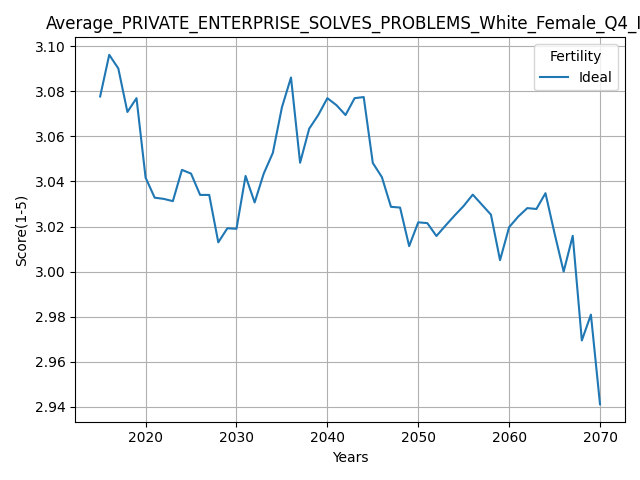 Average_PRIVATE_ENTERPRISE_SOLVES_PROBLEMS_White_Female_Q4_I
3.10
3.08
3.06
3.04
3.02
3.00
2.98
2.96
2.94
Score(1-5)
Fertility
Ideal
2020 2030 2040 2050 2060 2070
Years